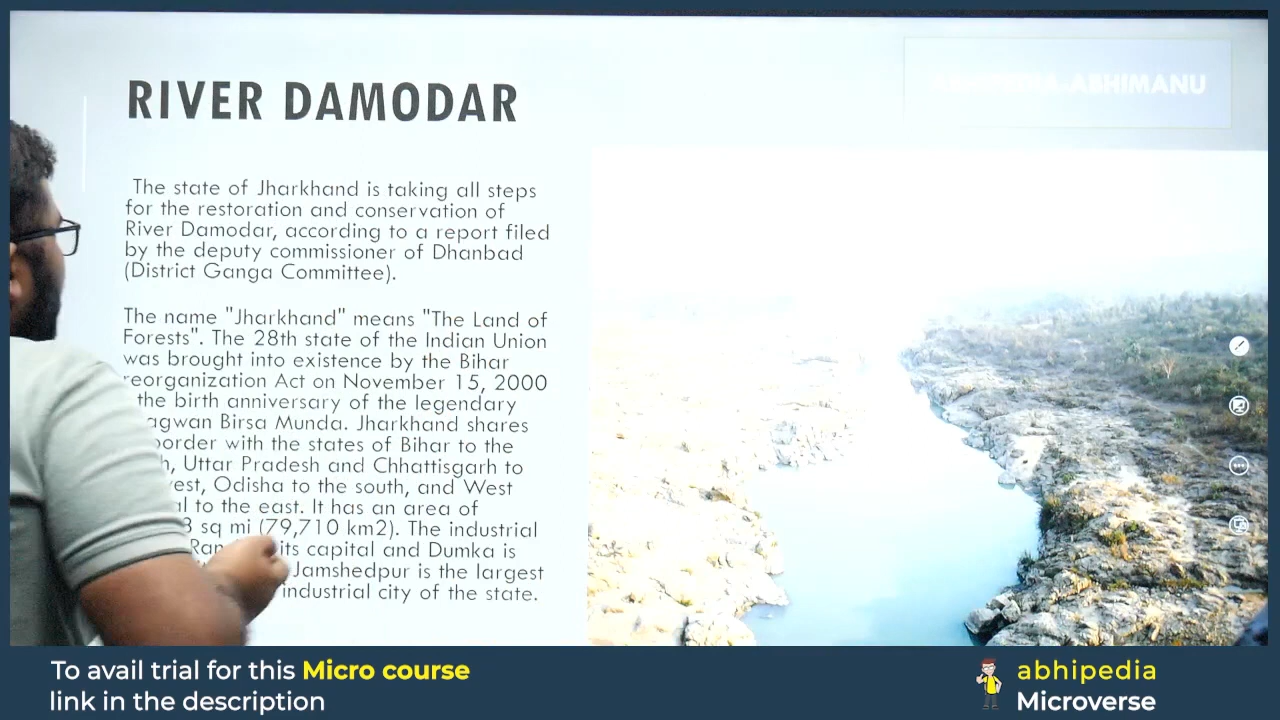 ABHIMANU
RIVER DAMODAR
The state of Jharkhand is taking all steps
for the restoration and conservation of
River Damodar, according to a report filed
by the deputy commissioner of Dhanbad
(District Ganga Committee).
The name "Jharkhand" means "The Land of
Forests". The 28th state of the Indian Union
was brought into existence by the Bihar
reorganization Act on November 15, 2000
the birth anniversary of the legendary
Birsa Munda. Jharkhand shares
border with the states of Bihar to the
Uttar Pradesh and Chhattisgarh to
Odisha to the south, and West
to the east. It has an area of
sq mi (79,710 km2). The industrial
its capital and Dumka is
Jamshedpur is the largest
industrial city of the state.
To avail trial for this Micro course
link in the description
abhipedia
Microverse